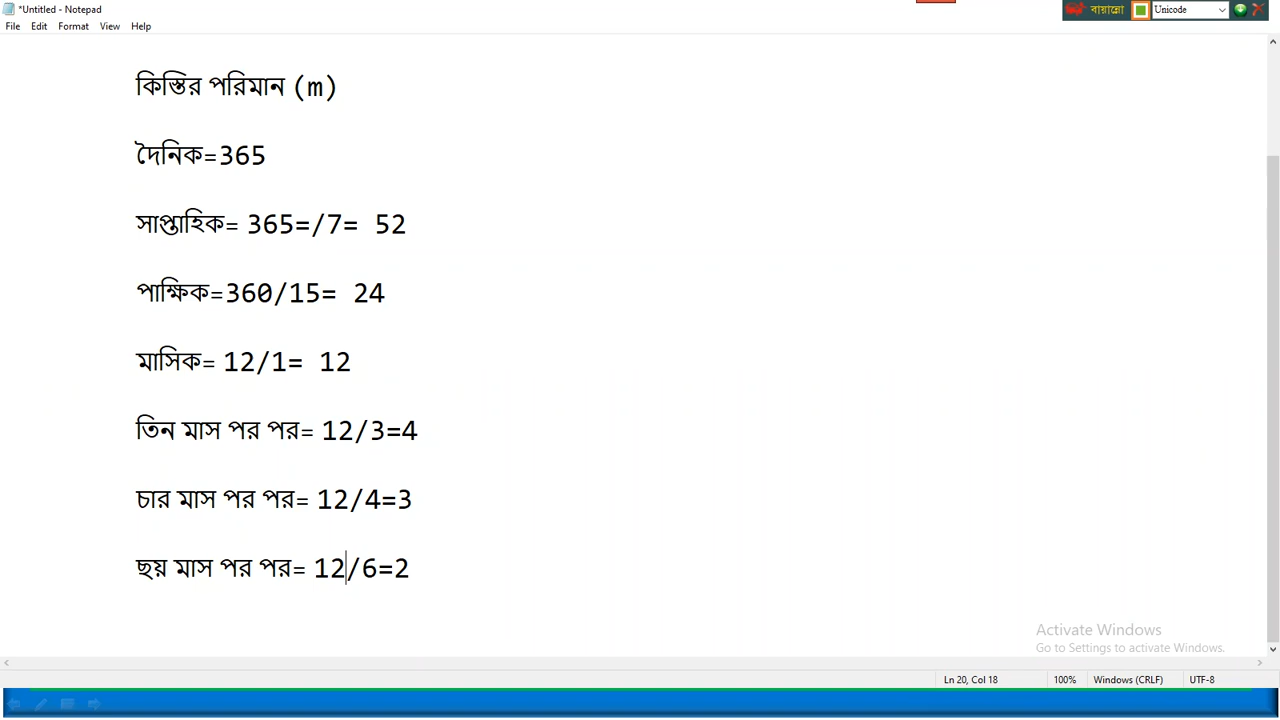 *Untitled - Notepad
বায়ান্নো Unicode
File Edit Format View Help
কিস্তির পরিমান (m)
দৈনিক=365
সাপ্তাহিক= 365=/7= 52
পাক্ষিক=360/15= 24
মাসিক= 12/1= 12
তিন মাস পর পর= 12/3=4
চার মাস পর পর= 12/4=3
ছয় মাস পর পর= 12/6=2
Activate Windows
Go to Settings to activate Windows.
Ln 20, Col 18 100% Windows (CRLF) UTF-8